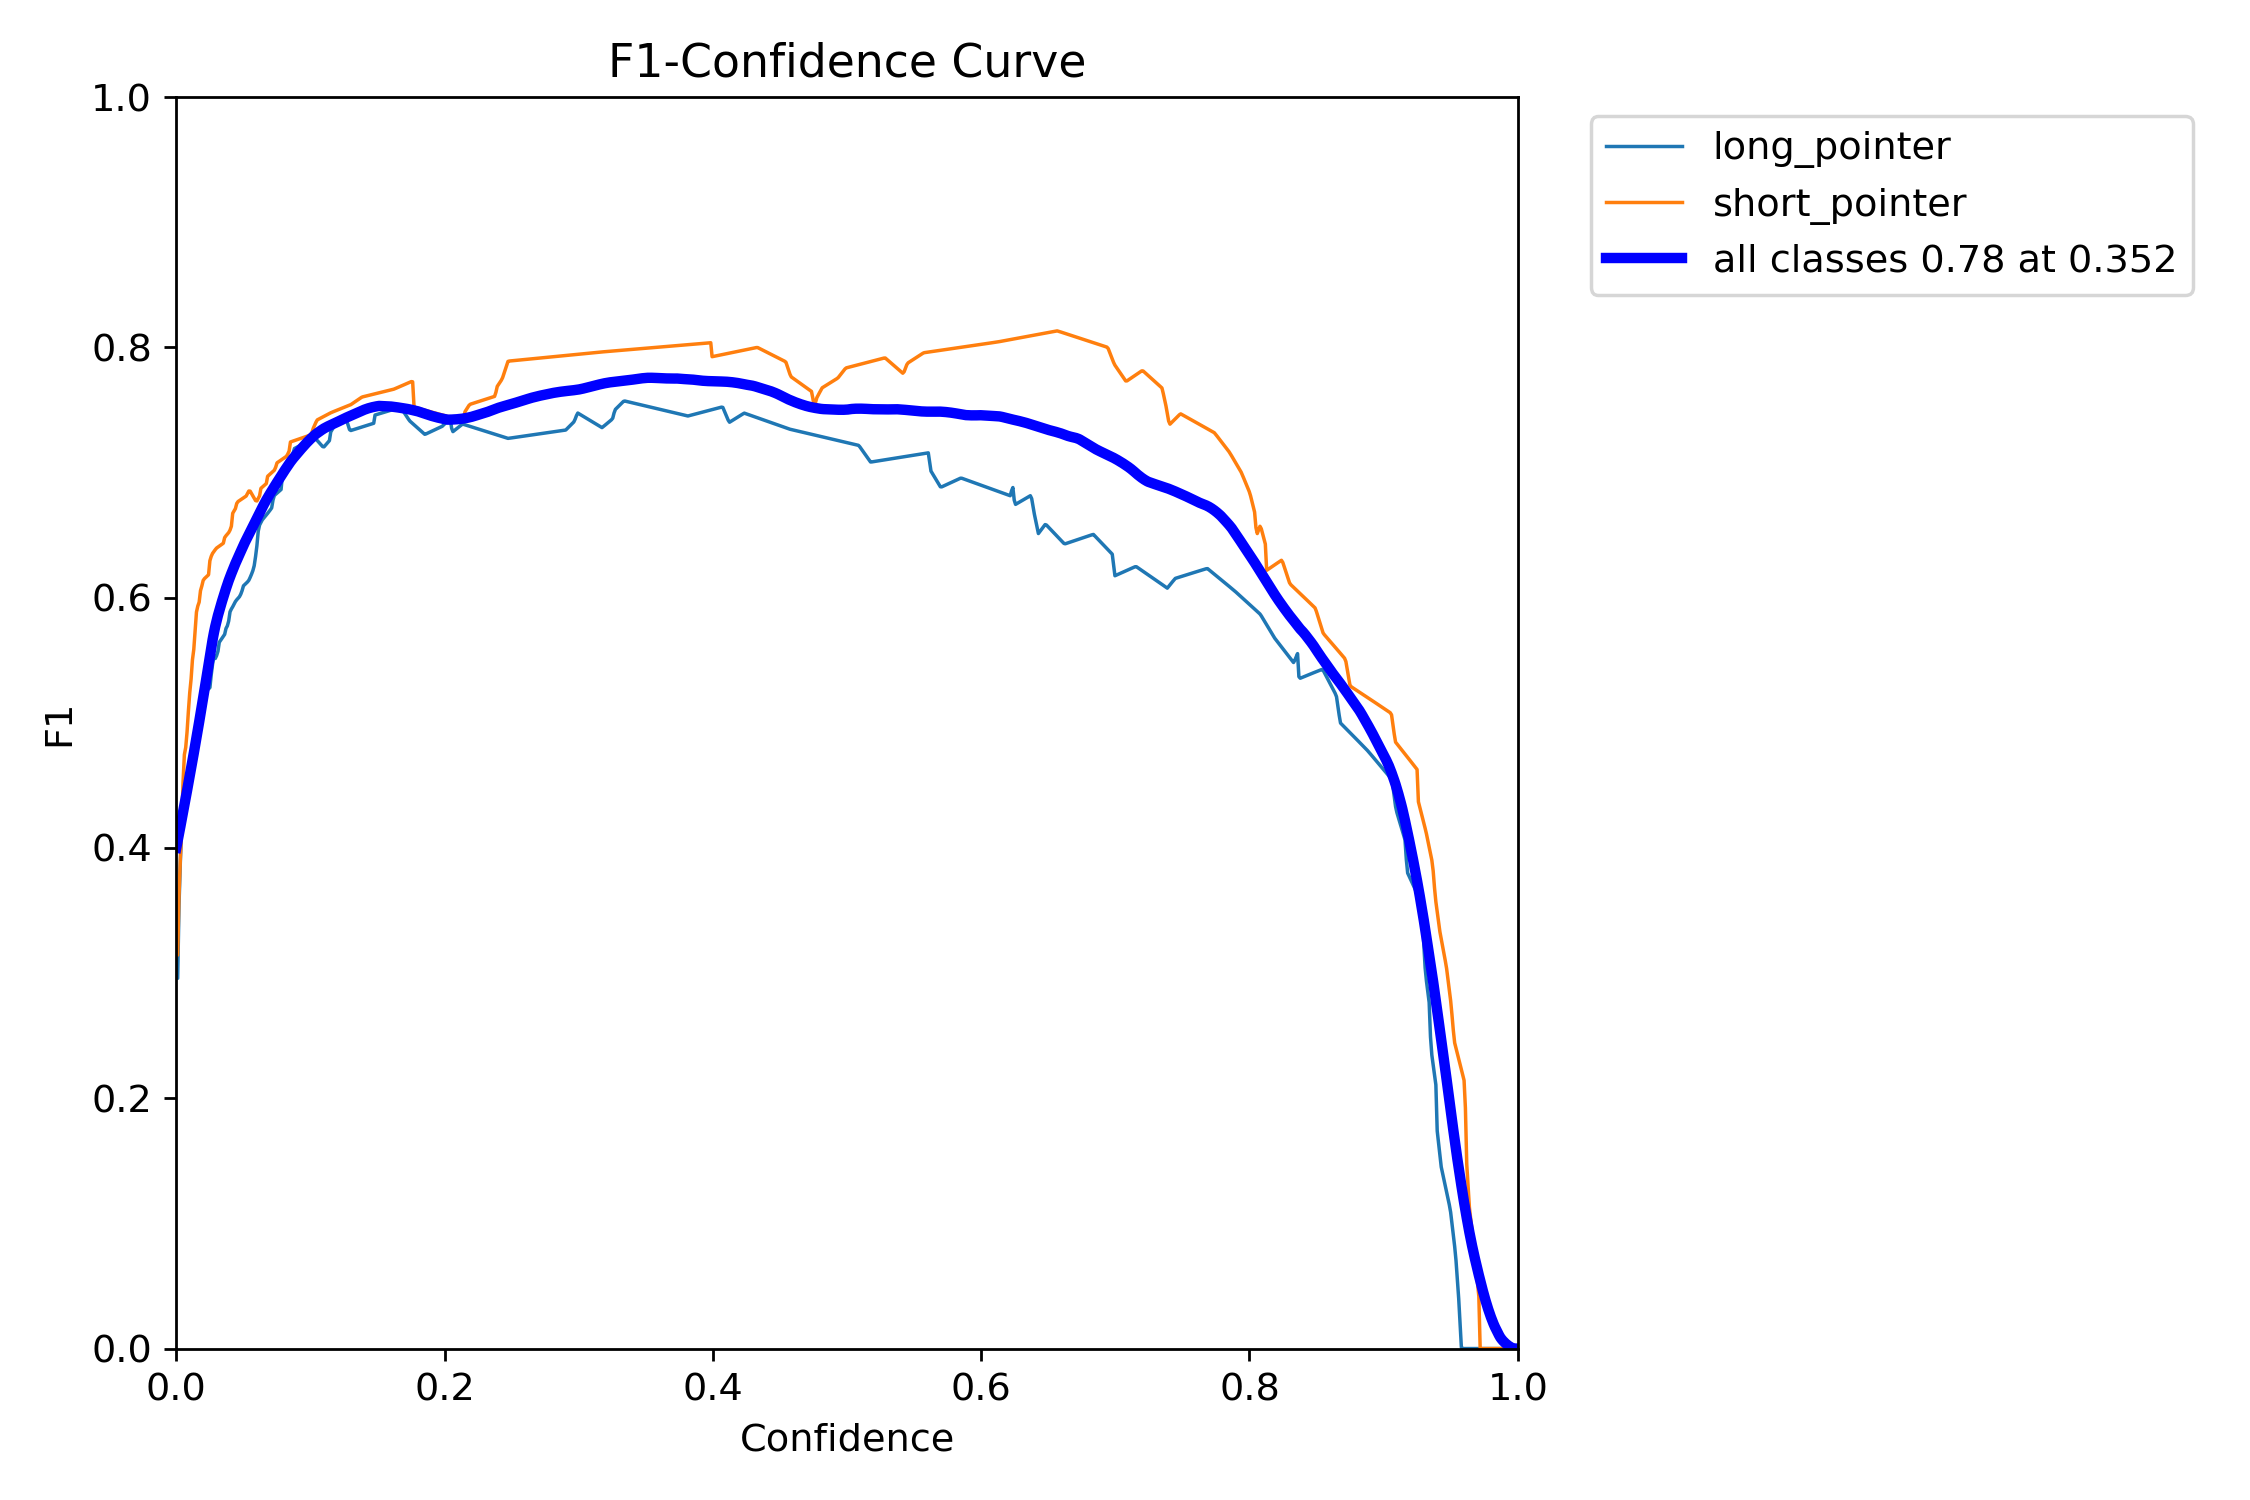 F1-Confidence Curve
long_pointer
short_pointer
all classes 0.78 at 0.352
F1
1.0
0.8
0.6
0.4
0.2
0.0
0.0 0.2 0.4 0.6 0.8 1.0
Confidence